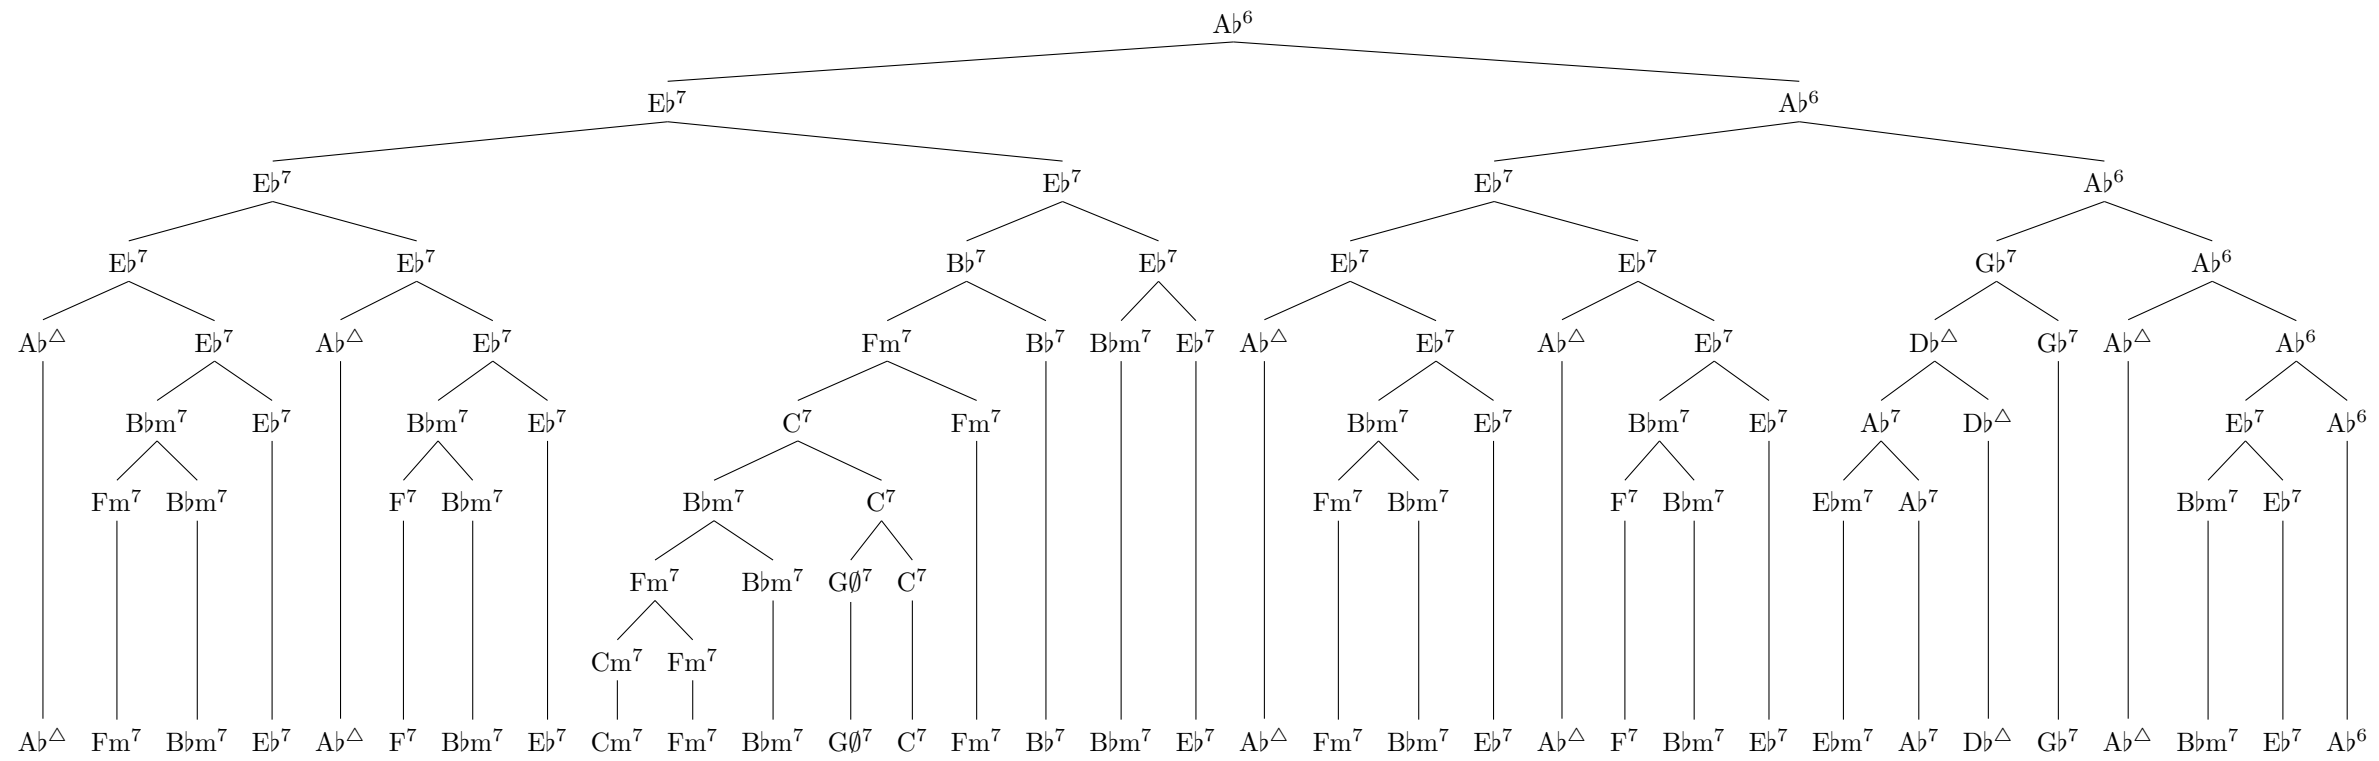 A♭⁶
E♭⁷ A♭⁶
E♭⁷ E♭⁷ E♭⁷ A♭⁶
E♭⁷ E♭⁷ B♭⁷ E♭⁷ E♭⁷ E♭⁷ G♭⁷ A♭⁶
A♭△ E♭⁷ A♭△ E♭⁷ Fm⁷ B♭⁷ B♭m⁷ E♭⁷ A♭△ E♭⁷ A♭△ E♭⁷ D♭△ G♭⁷ A♭△ A♭⁶
B♭m⁷ E♭⁷ B♭m⁷ E♭⁷ C⁷ Fm⁷ B♭m⁷ E♭⁷ B♭m⁷ E♭⁷ A♭⁷ D♭△ E♭⁷ A♭⁶
Fm⁷ B♭m⁷ F⁷ B♭m⁷ B♭m⁷ C⁷ Fm⁷ B♭m⁷ F⁷ B♭m⁷ E♭m⁷ A♭⁷ B♭m⁷ E♭⁷
Fm⁷ B♭m⁷ G∅⁷ C⁷
Cm⁷ Fm⁷
A♭△ Fm⁷ B♭m⁷ E♭⁷ A♭△ F⁷ B♭m⁷ E♭⁷ Cm⁷ Fm⁷ B♭m⁷ G∅⁷ C⁷ Fm⁷ B♭⁷ B♭m⁷ E♭⁷ A♭△ Fm⁷ B♭m⁷ E♭⁷ A♭△ F⁷ B♭m⁷ E♭⁷ E♭m⁷ A♭⁷ D♭△ G♭⁷ A♭△ B♭m⁷ E♭⁷ A♭⁶